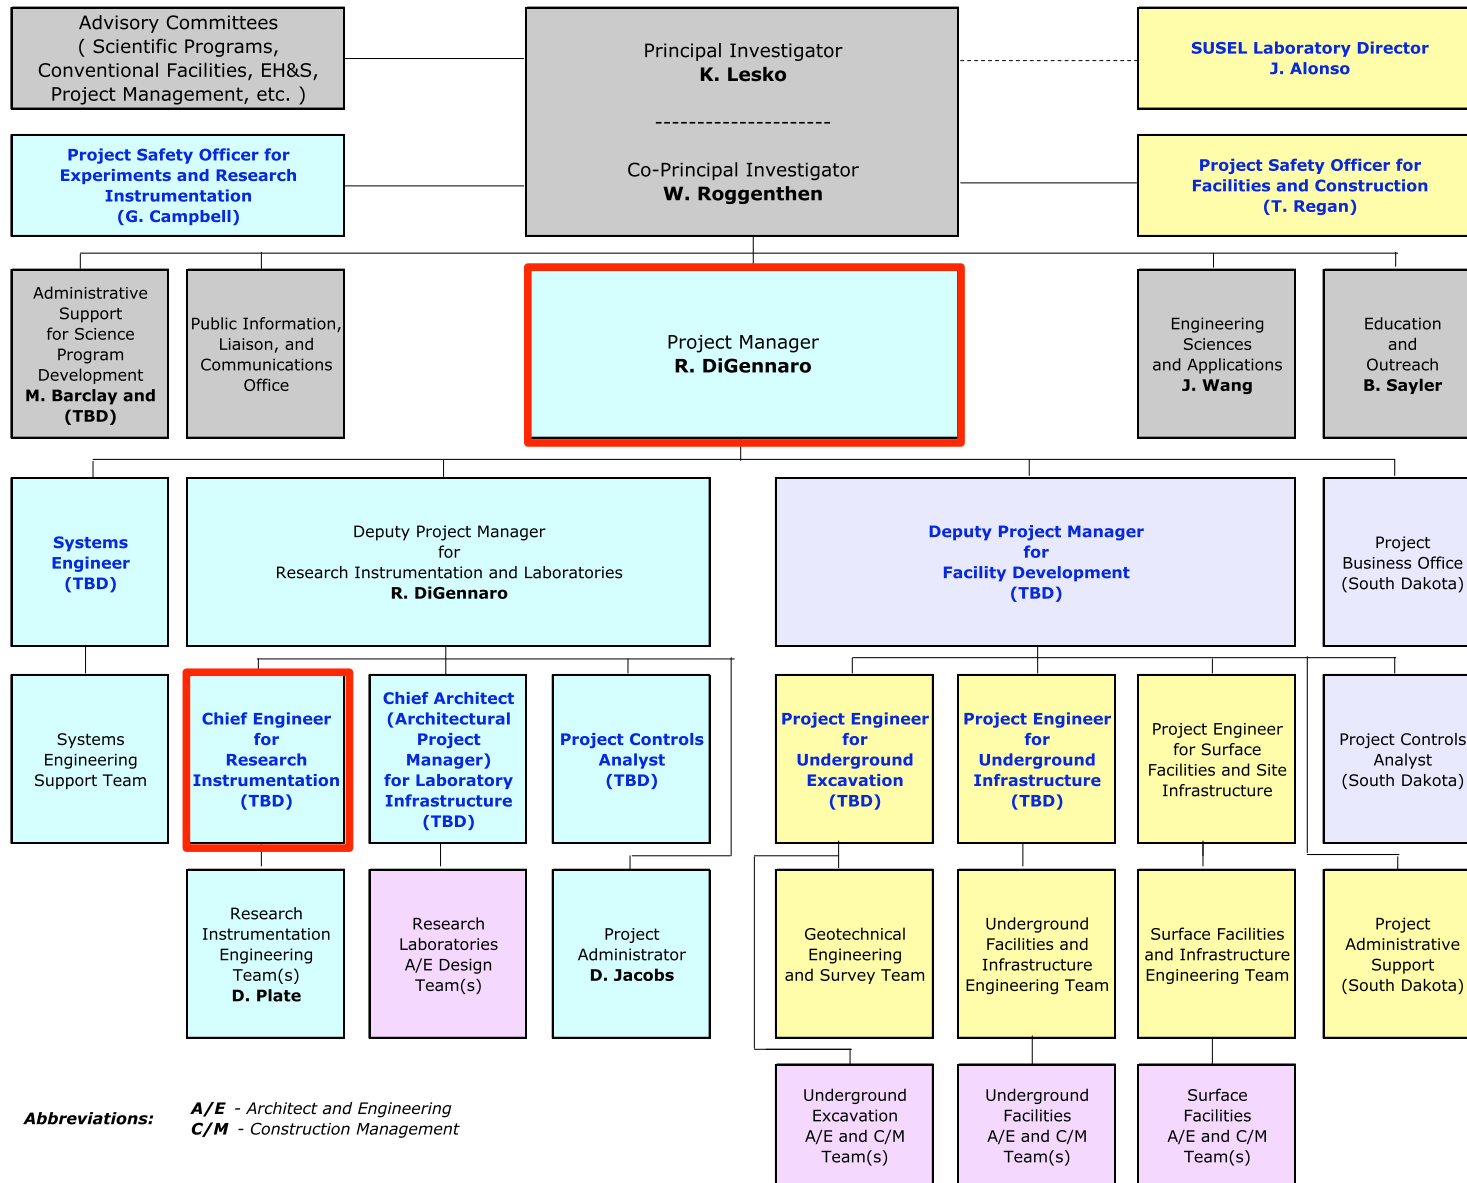 Advisory Committees
( Scientific Programs,
Conventional Facilities, EH&S,
Project Management, etc. )
Principal Investigator
K. Lesko
---------------------
Co-Principal Investigator
W. Roggenthen
SUSEL Laboratory Director
J. Alonso
Project Safety Officer for
Experiments and Research
Instrumentation
(G. Campbell)
Project Safety Officer for
Facilities and Construction
(T. Regan)
Administrative
Support
for Science
Program
Development
M. Barclay and
(TBD)
Public Information,
Liaison, and
Communications
Office
Project Manager
R. DiGennaro
Engineering
Sciences
and Applications
J. Wang
Education
and
Outreach
B. Sayler
Systems
Engineer
(TBD)
Deputy Project Manager
for
Research Instrumentation and Laboratories
R. DiGennaro
Deputy Project Manager
for
Facility Development
(TBD)
Project
Business Office
(South Dakota)
Systems
Engineering
Support Team
Chief Engineer
for
Research
Instrumentation
(TBD)
Chief Architect
(Architectural
Project
Manager)
for Laboratory
Infrastructure
(TBD)
Project Controls
Analyst
(TBD)
Project Engineer
for
Underground
Excavation
(TBD)
Project Engineer
for
Underground
Infrastructure
(TBD)
Project Engineer
for Surface
Facilities and Site
Infrastructure
Project Controls
Analyst
(South Dakota)
Research
Instrumentation
Engineering
Team(s)
D. Plate
Research
Laboratories
A/E Design
Team(s)
Project
Administrator
D. Jacobs
Geotechnical
Engineering
and Survey Team
Underground
Facilities and
Infrastructure
Engineering Team
Surface Facilities
and Infrastructure
Engineering Team
Project
Administrative
Support
(South Dakota)
Underground
Excavation
A/E and C/M
Team(s)
Underground
Facilities
A/E and C/M
Team(s)
Surface
Facilities
A/E and C/M
Team(s)
Abbreviations:
A/E - Architect and Engineering
C/M - Construction Management